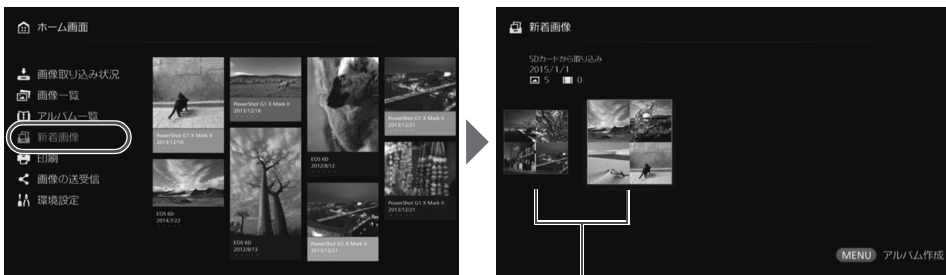 ホーム画面
画像取り込み状況
画像一覧
アルバム一覧
新着画像
印刷
画像の送受信
環境設定
PowerShot G1 X Mark II
2013/12/16
EOS 6D
2014/7/22
PowerShot G1 X Mark II
2013/12/18
EOS 6D
2012/8/13
EOS 6D
2012/8/12
PowerShot G1 X Mark II
2013/12/21
PowerShot G1 X Mark II
2013/12/21
PowerShot G1 X Mark II
2013/12/21
新着画像
SDカードから取り込み
2015/1/1
5 0
MENU アルバム作成